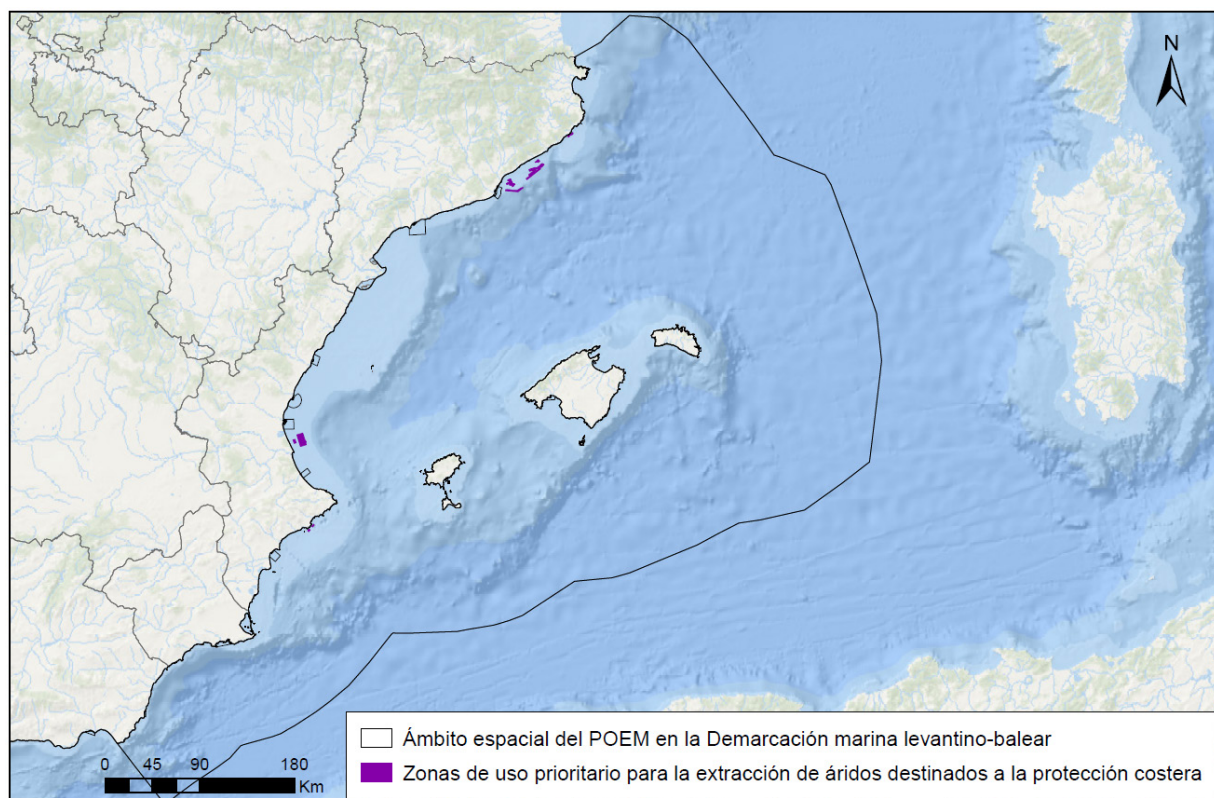 N
Ámbito espacial del POEM en la Demarcación marina levantino-balear
Zonas de uso prioritario para la extracción de áridos destinados a la protección costera
0 45 90 180
Km